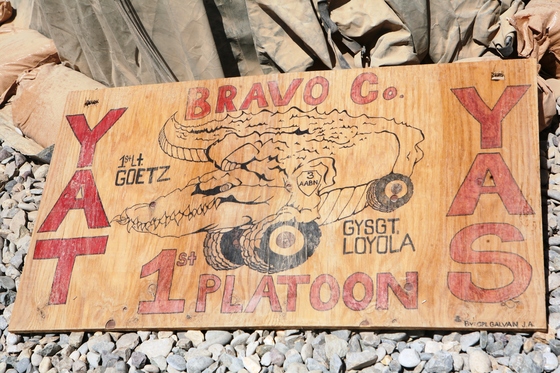 BRAVO Co.
YAT
YAS
1st Lt
GOETZ
3
AABN
GYSGT.
LOYOLA
1st PLATOON
BY: CPL GALVAN J.A.